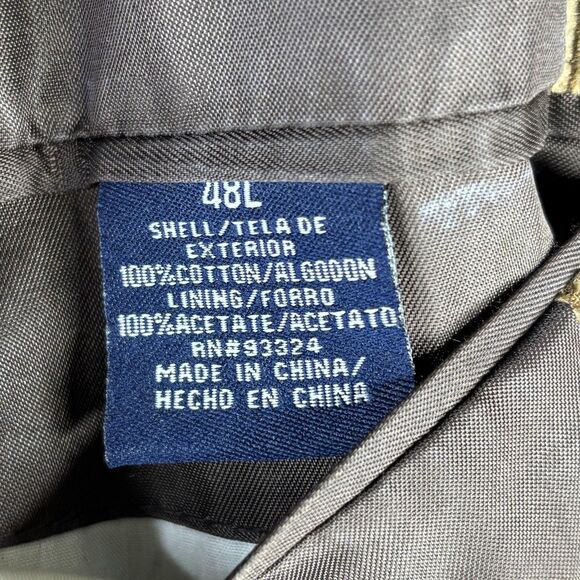 48L
SHELL/TELA DE
EXTERIOR
100%COTTON/ALGODON
LINING/FORRO
100%ACETATE/ACETATO
RN#93324
MADE IN CHINA/
HECHO EN CHINA